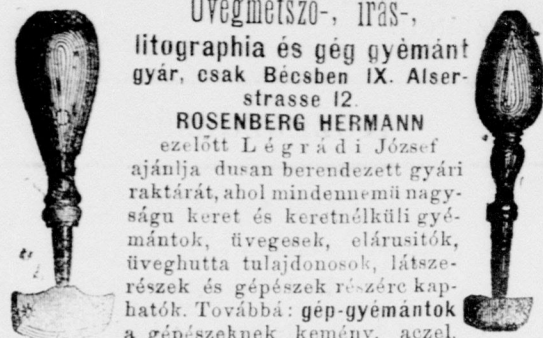 Üvegmetsző-, irás-,
litographia és gég gyémánt
gyár, csak Bécsben IX. Alser-
strasse 12.
ROSENBERG HERMANN
ezelőtt Légrádi József
ajánlja dusan berendezett gyári
raktárát, ahol mindennemü nagy-
ságu keret és keretnélküli gyé-
mántok, üvegesek, elárusitók,
üveghutta tulajdonosok, látsze-
részek és gépészek részére kap-
hatók. Továbbá: gép-gyémántok
a gépészeknek kemény, aczel,